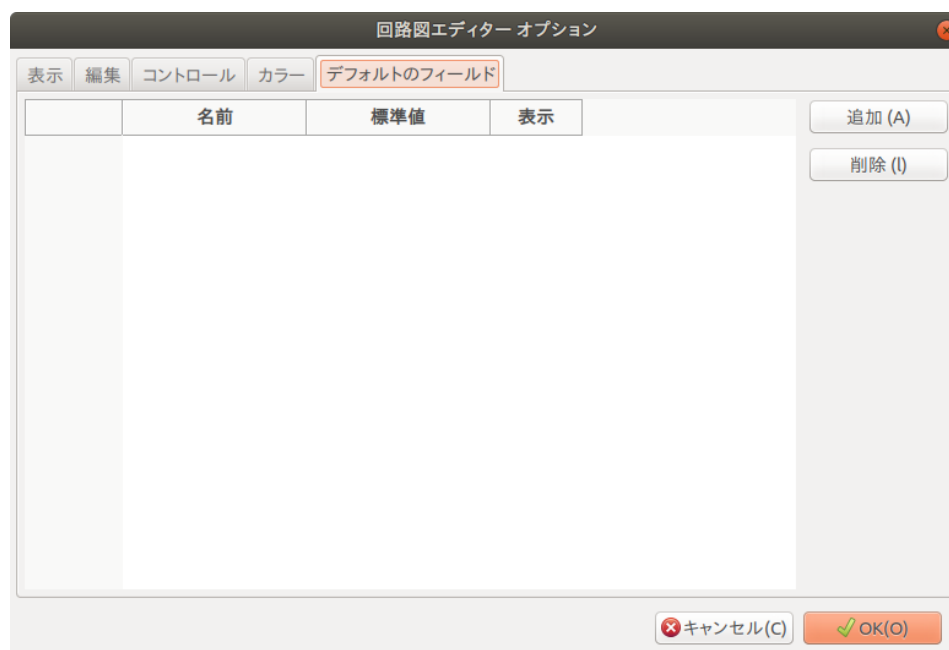 回路図エディター オプション
表示 編集 コントロール カラー デフォルトのフィールド
名前 標準値 表示
追加 (A)
削除 (l)
キャンセル(C) OK(O)